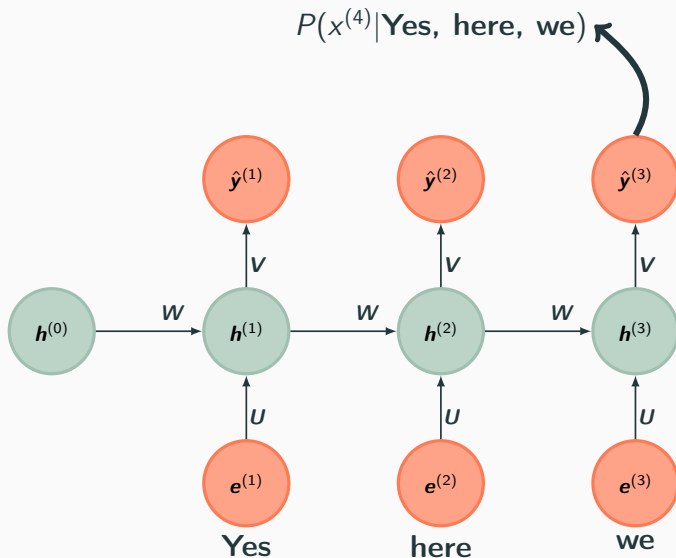 P(x⁽⁴⁾|Yes, here, we)
ŷ⁽¹⁾ ŷ⁽²⁾ ŷ⁽³⁾
V V V
W W W
h⁽⁰⁾ h⁽¹⁾ h⁽²⁾ h⁽³⁾
U U U
e⁽¹⁾ e⁽²⁾ e⁽³⁾
Yes here we